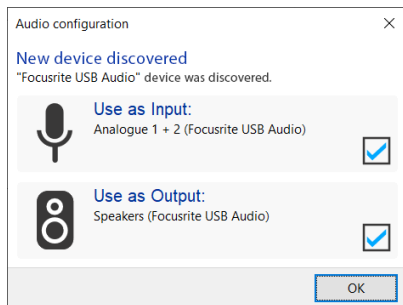 Audio configuration
New device discovered
"Focusrite USB Audio" device was discovered.
Use as Input:
Analogue 1 + 2 (Focusrite USB Audio)
Use as Output:
Speakers (Focusrite USB Audio)
OK